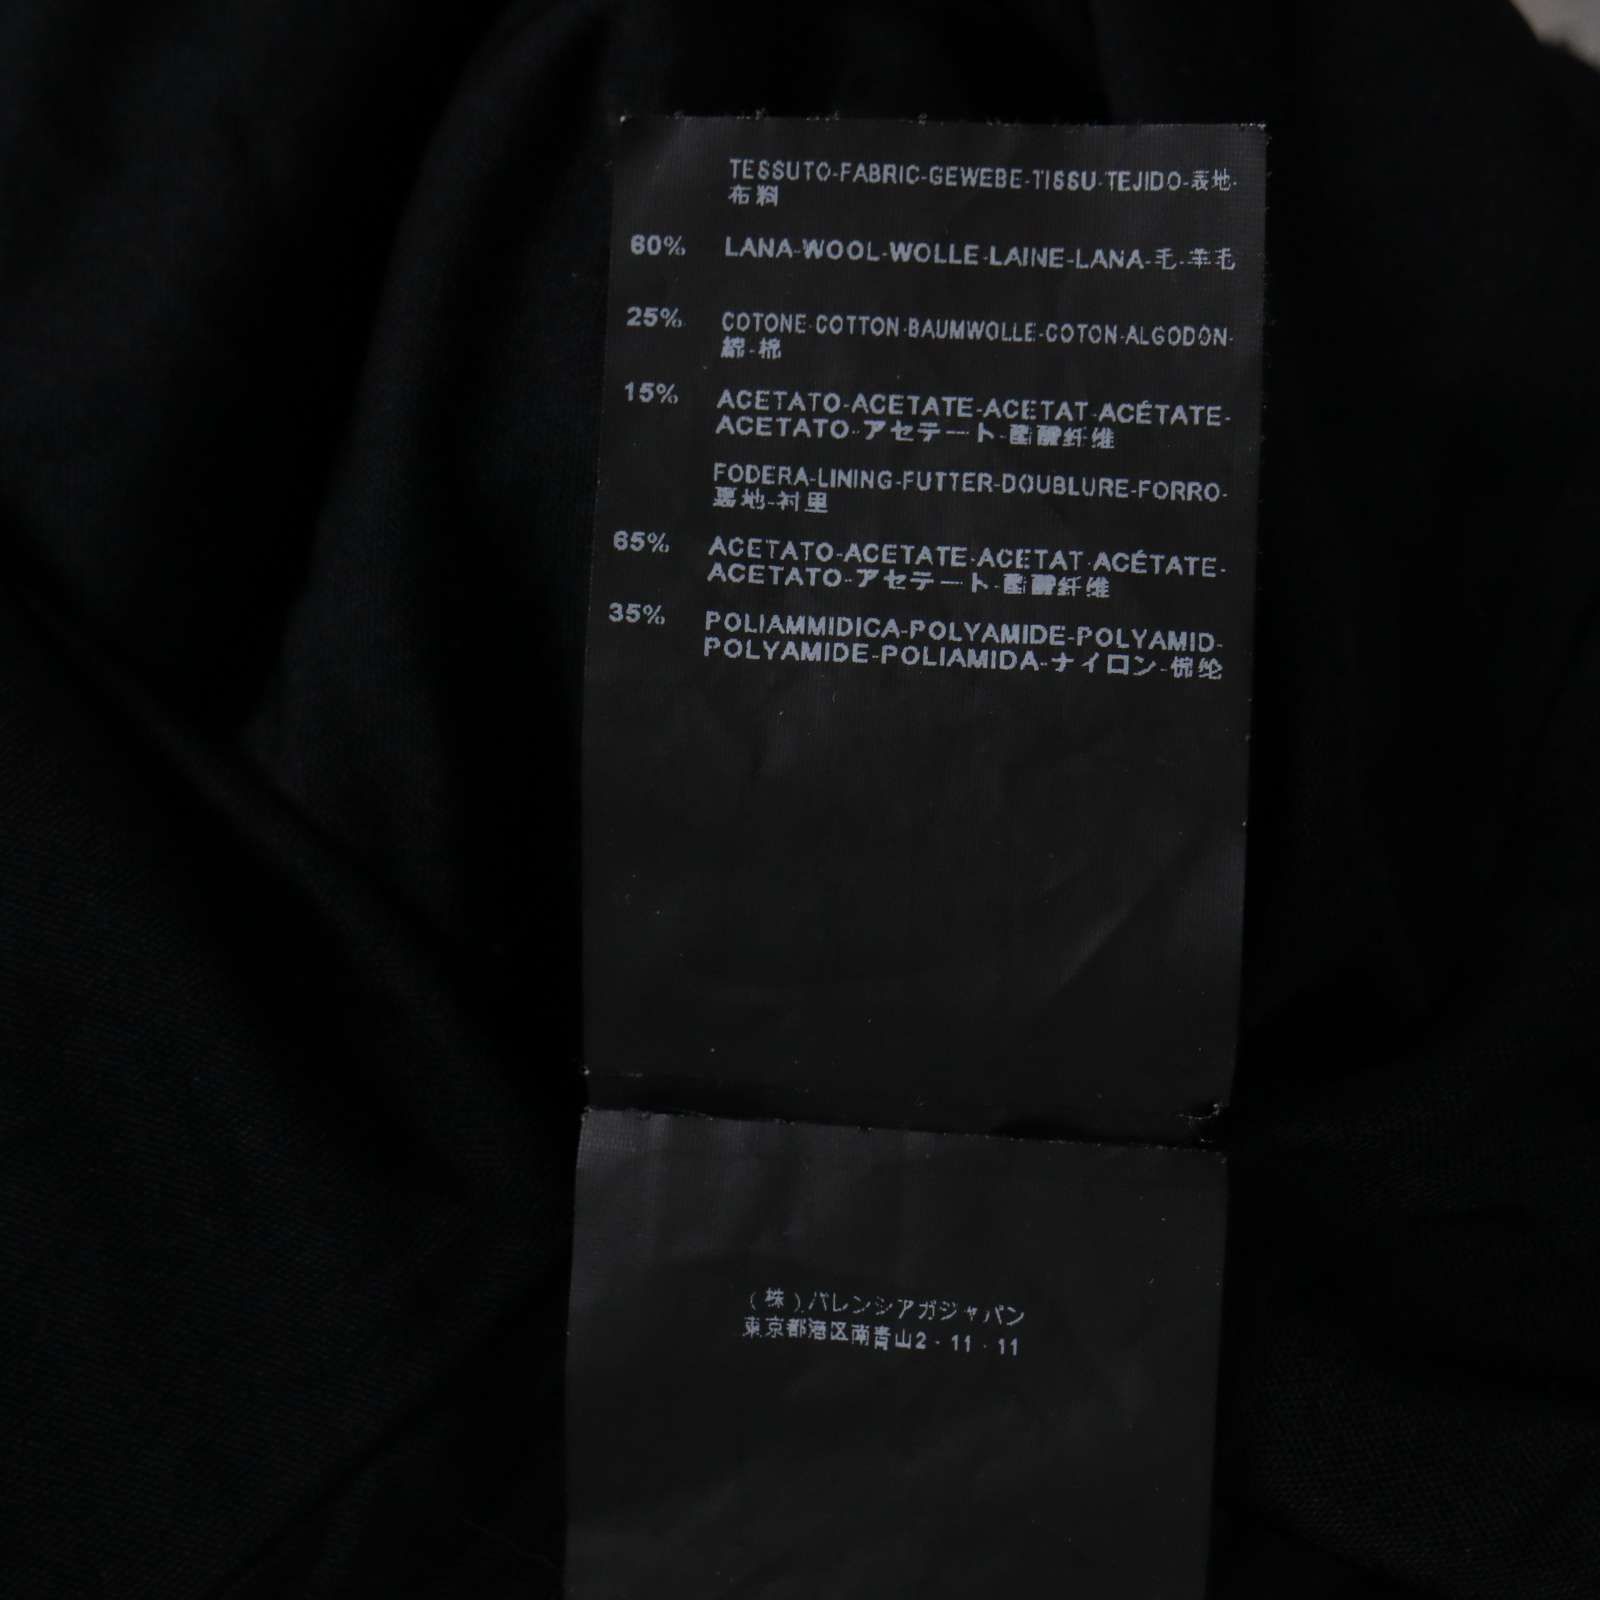 TESSUTO-FABRIC-GEWEBE-TISSU-TEJIDO-表地-
布料
60% LANA-WOOL-WOLLE-LAINE-LANA-毛-羊毛
25% COTONE-COTTON-BAUMWOLLE-COTON-ALGODON-
綿-棉
15% ACETATO-ACETATE-ACETAT-ACÉTATE-
ACETATO-アセテート-醋酸纤维
FODERA-LINING-FUTTER-DOUBLURE-FORRO-
裏地-衬里
65% ACETATO-ACETATE-ACETAT-ACÉTATE-
ACETATO-アセテート-醋酸纤维
35% POLIAMMIDICA-POLYAMIDE-POLYAMID-
POLYAMIDE-POLIAMIDA-ナイロン-锦纶
(株)バレンシアガジャパン
東京都港区南青山2-11-11